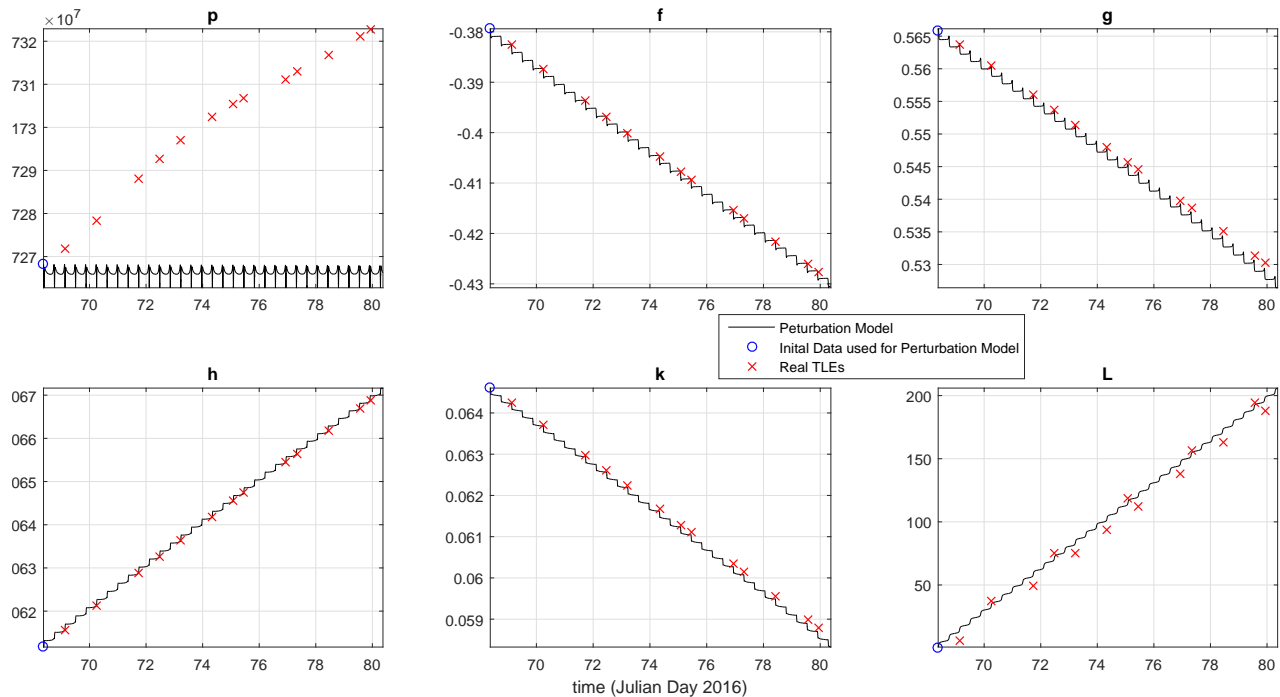 p
×10⁷
732
731
173
729
728
727
70 72 74 76 78 80
f
-0.38
-0.39
-0.4
-0.41
-0.42
-0.43
70 72 74 76 78 80
g
0.565
0.56
0.555
0.55
0.545
0.54
0.535
0.53
70 72 74 76 78 80
Peturbation Model
Inital Data used for Perturbation Model
Real TLEs
h
067
066
065
064
063
062
70 72 74 76 78 80
k
0.064
0.063
0.062
0.061
0.06
0.059
70 72 74 76 78 80
time (Julian Day 2016)
L
200
150
100
50
70 72 74 76 78 80